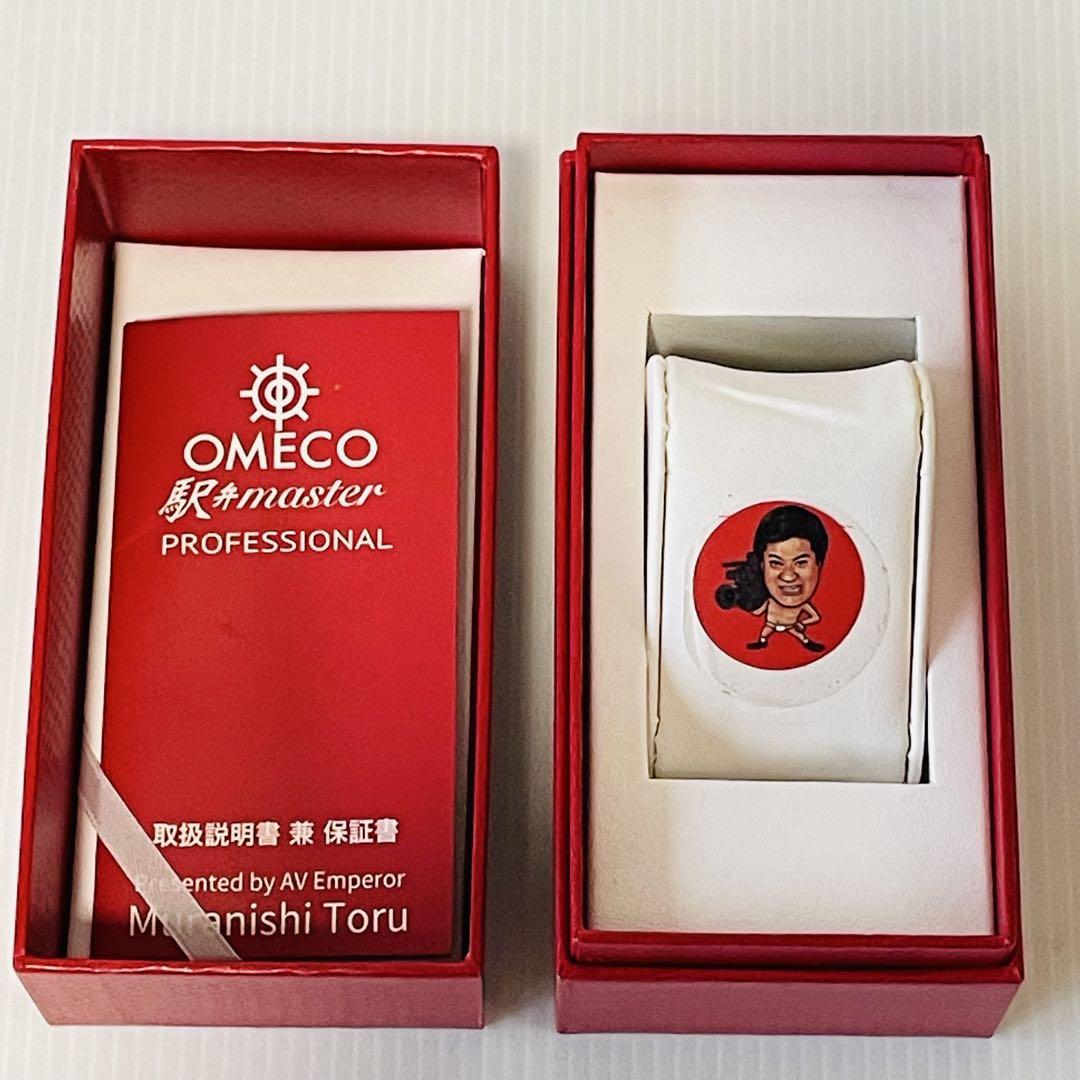 OMECO
駅弁master
PROFESSIONAL
取扱説明書 兼 保証書
Presented by AV Emperor
Muranishi Toru